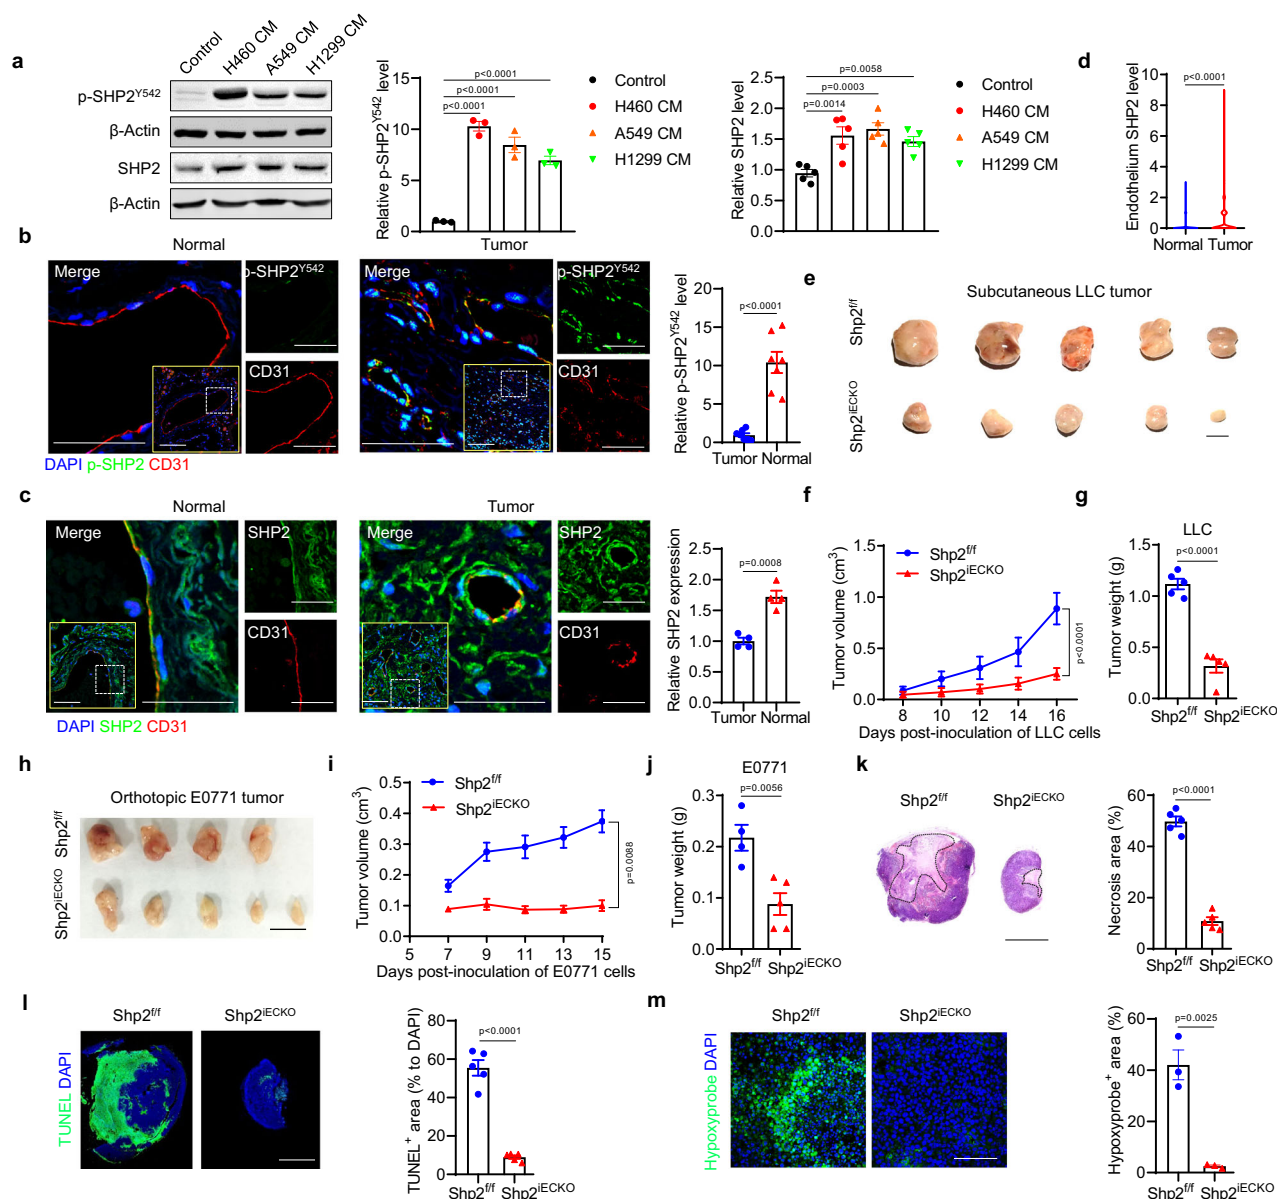 a
Control
H460 CM
A549 CM
H1299 CM
p-SHP2Y542
β-Actin
SHP2
β-Actin
Relative p-SHP2Y542 level
15
10
5
0
p<0.0001
p<0.0001
p<0.0001
Control
H460 CM
A549 CM
H1299 CM
Relative SHP2 level
2.5
2.0
1.5
1.0
0.5
0.0
p=0.0058
p=0.0003
p=0.0014
Control
H460 CM
A549 CM
H1299 CM
d
Endothelium SHP2 level
10
8
6
4
2
0
p<0.0001
Normal Tumor
b
Normal
Tumor
Merge
p-SHP2Y542
CD31
Merge
p-SHP2Y542
CD31
DAPI p-SHP2 CD31
Relative p-SHP2Y542 level
20
15
10
5
0
p<0.0001
Tumor Normal
e
Subcutaneous LLC tumor
Shp2f/f
Shp2iECKO
c
Normal
Tumor
Merge
SHP2
CD31
Merge
SHP2
CD31
DAPI SHP2 CD31
Relative SHP2 expression
2.5
2.0
1.5
1.0
0.5
0.0
p=0.0008
Tumor Normal
f
Tumor volume (cm3)
1.5
1.0
0.5
0.0
Shp2f/f
Shp2iECKO
p<0.0001
8 10 12 14 16
Days post-inoculation of LLC cells
g
LLC
Tumor weight (g)
1.5
1.0
0.5
0.0
p<0.0001
Shp2f/f Shp2iECKO
h
Orthotopic E0771 tumor
Shp2f/f
Shp2iECKO
i
Tumor volume (cm3)
0.5
0.4
0.3
0.2
0.1
0.0
Shp2f/f
Shp2iECKO
p=0.0088
5 7 9 11 13 15
Days post-inoculation of E0771 cells
j
E0771
Tumor weight (g)
0.3
0.2
0.1
0.0
p=0.0056
Shp2f/f Shp2iECKO
k
Shp2f/f
Shp2iECKO
Necrosis area (%)
60
40
20
0
p<0.0001
Shp2f/f Shp2iECKO
l
Shp2f/f
Shp2iECKO
TUNEL DAPI
TUNEL+ area (% to DAPI)
80
60
40
20
0
p<0.0001
Shp2f/f Shp2iECKO
m
Shp2f/f
Shp2iECKO
Hypoxyprobe DAPI
Hypoxyprobe+ area (%)
60
40
20
0
p=0.0025
Shp2f/f Shp2iECKO